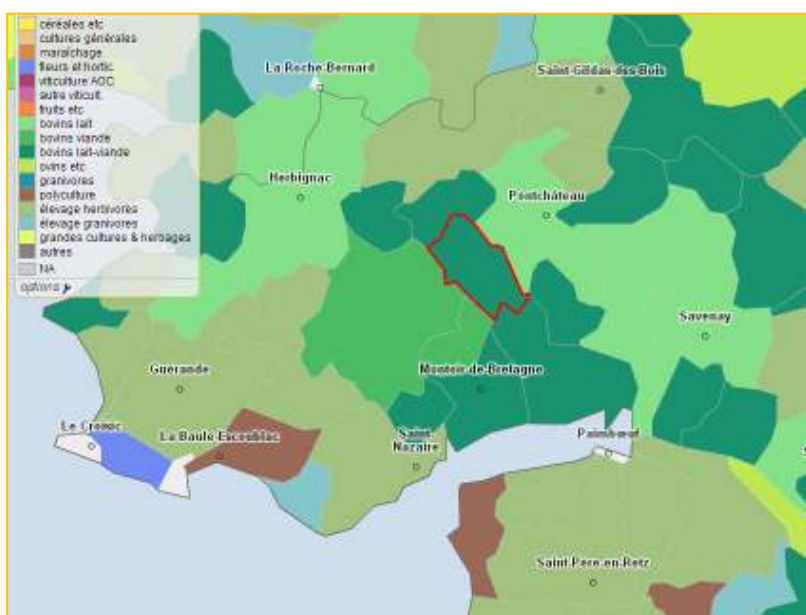 céréales etc
cultures générales
maraîchage
fleurs et hortic.
viticulture AOC
autre viticult.
fruits etc
bovins lait
bovins viande
bovins lait-viande
ovins etc
granivores
polyculture
élevage herbivores
élevage granivores
grandes cultures & herbages
autres
NA
options
La Roche-Bernard
Saint-Gildas-des-Bois
Herbignac
Pontchâteau
Savenay
Guérande
Montoir-de-Bretagne
Le Croisic
La Baule-Escoublac
Saint-
Nazaire
Paimbœuf
Saint-Père-en-Retz